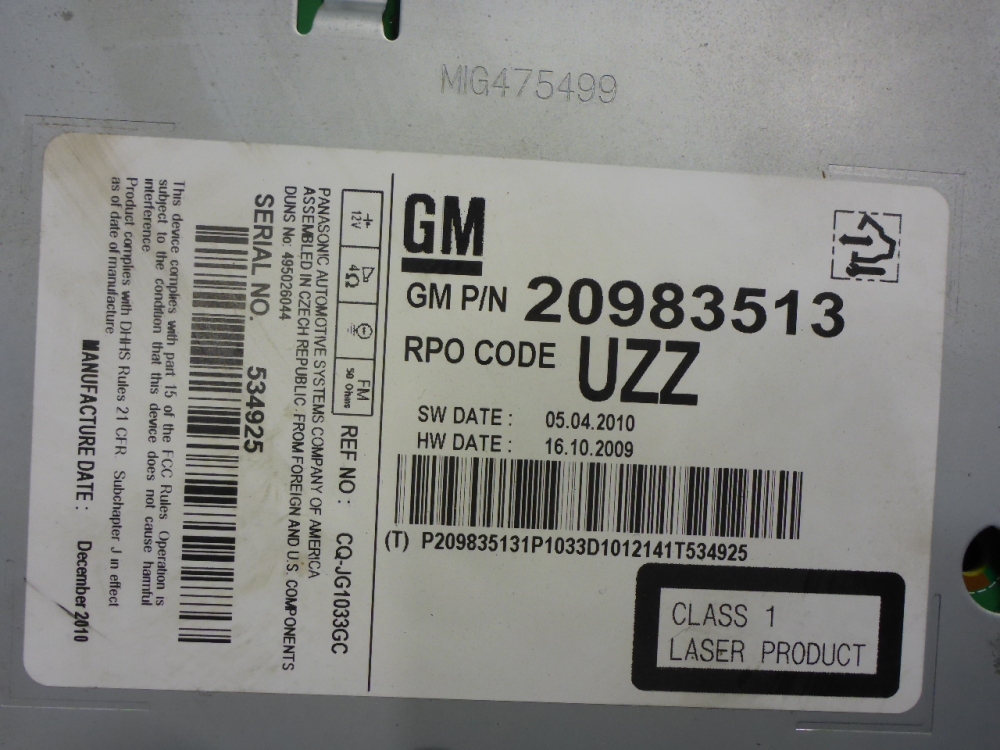 MIG475499
GM
GM P/N 20983513
RPO CODE UZZ
SW DATE : 05.04.2010
HW DATE : 16.10.2009
(T) P209835131P1033D1012141T534925
CLASS 1
LASER PRODUCT
12V
4Ω
FM
50 Ohms
REF NO : CQ-JG1033GC
PANASONIC AUTOMOTIVE SYSTEMS COMPANY OF AMERICA
ASSEMBLED IN CZECH REPUBLIC FROM FOREIGN AND U.S. COMPONENTS
DUNS No: 495026044
SERIAL NO. 534925
This device complies with part 15 of the FCC Rules Operation is
subject to the condition that this device does not cause harmful
interference
Product complies with DHHS Rules 21 CFR Subchapter J in effect
as of date of manufacture
MANUFACTURE DATE : December 2010